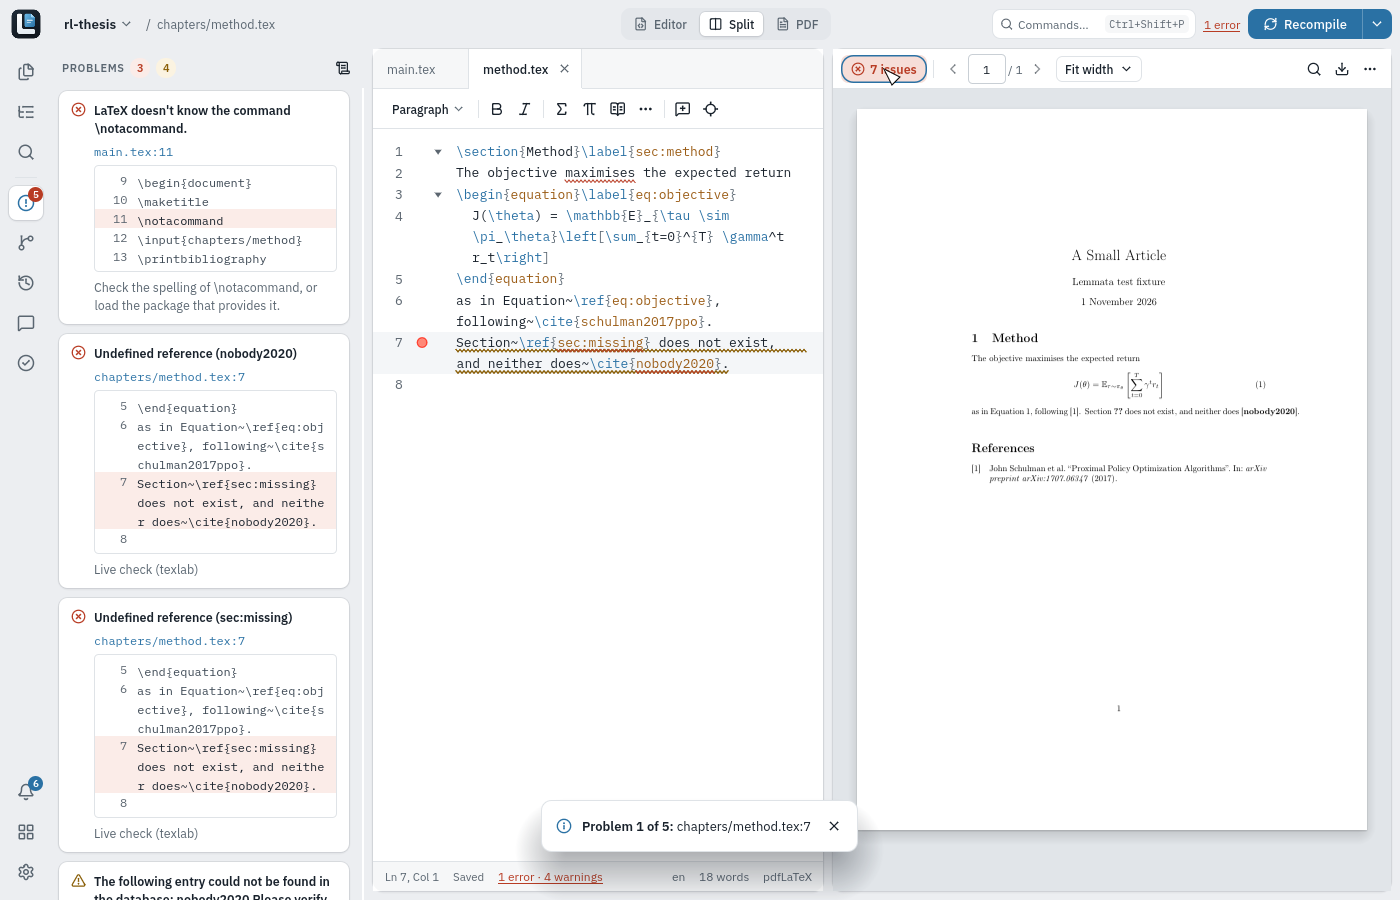 rl-thesis / chapters/method.tex
Editor Split PDF
Commands... Ctrl+Shift+P
1 error
Recompile
PROBLEMS 3 4
LaTeX doesn't know the command
\notacommand.
main.tex:11
9 \begin{document}
10 \maketitle
11 \notacommand
12 \input{chapters/method}
13 \printbibliography
Check the spelling of \notacommand, or
load the package that provides it.
5
Undefined reference (nobody2020)
chapters/method.tex:7
5 \end{equation}
6 as in Equation~\ref{eq:obj
ective}, following~\cite{s
chulman2017ppo}.
7 Section~\ref{sec:missing}
does not exist, and neithe
r does~\cite{nobody2020}.
8
Live check (texlab)
Undefined reference (sec:missing)
chapters/method.tex:7
5 \end{equation}
6 as in Equation~\ref{eq:obj
ective}, following~\cite{s
chulman2017ppo}.
7 Section~\ref{sec:missing}
does not exist, and neithe
r does~\cite{nobody2020}.
8
Live check (texlab)
The following entry could not be found in
the database: nobody2020 Please verify
6
main.tex method.tex
Paragraph
1 \section{Method}\label{sec:method}
2 The objective maximises the expected return
3 \begin{equation}\label{eq:objective}
4 J(\theta) = \mathbb{E}_{\tau \sim
\pi_\theta}\left[\sum_{t=0}^{T} \gamma^t
r_t\right]
5 \end{equation}
6 as in Equation~\ref{eq:objective},
following~\cite{schulman2017ppo}.
7 Section~\ref{sec:missing} does not exist,
and neither does~\cite{nobody2020}.
8
Problem 1 of 5: chapters/method.tex:7
Ln 7, Col 1 Saved 1 error · 4 warnings en 18 words pdfLaTeX
7 issues
1 / 1
Fit width
A Small Article
Lemmata test fixture
1 November 2026
1 Method
The objective maximises the expected return
J(θ) = 𝔼τ∼πθ [∑t=0T γtrt] (1)
as in Equation 1, following [1]. Section ?? does not exist, and neither does [nobody2020].
References
[1] John Schulman et al. “Proximal Policy Optimization Algorithms”. In: arXiv
preprint arXiv:1707.06347 (2017).
1